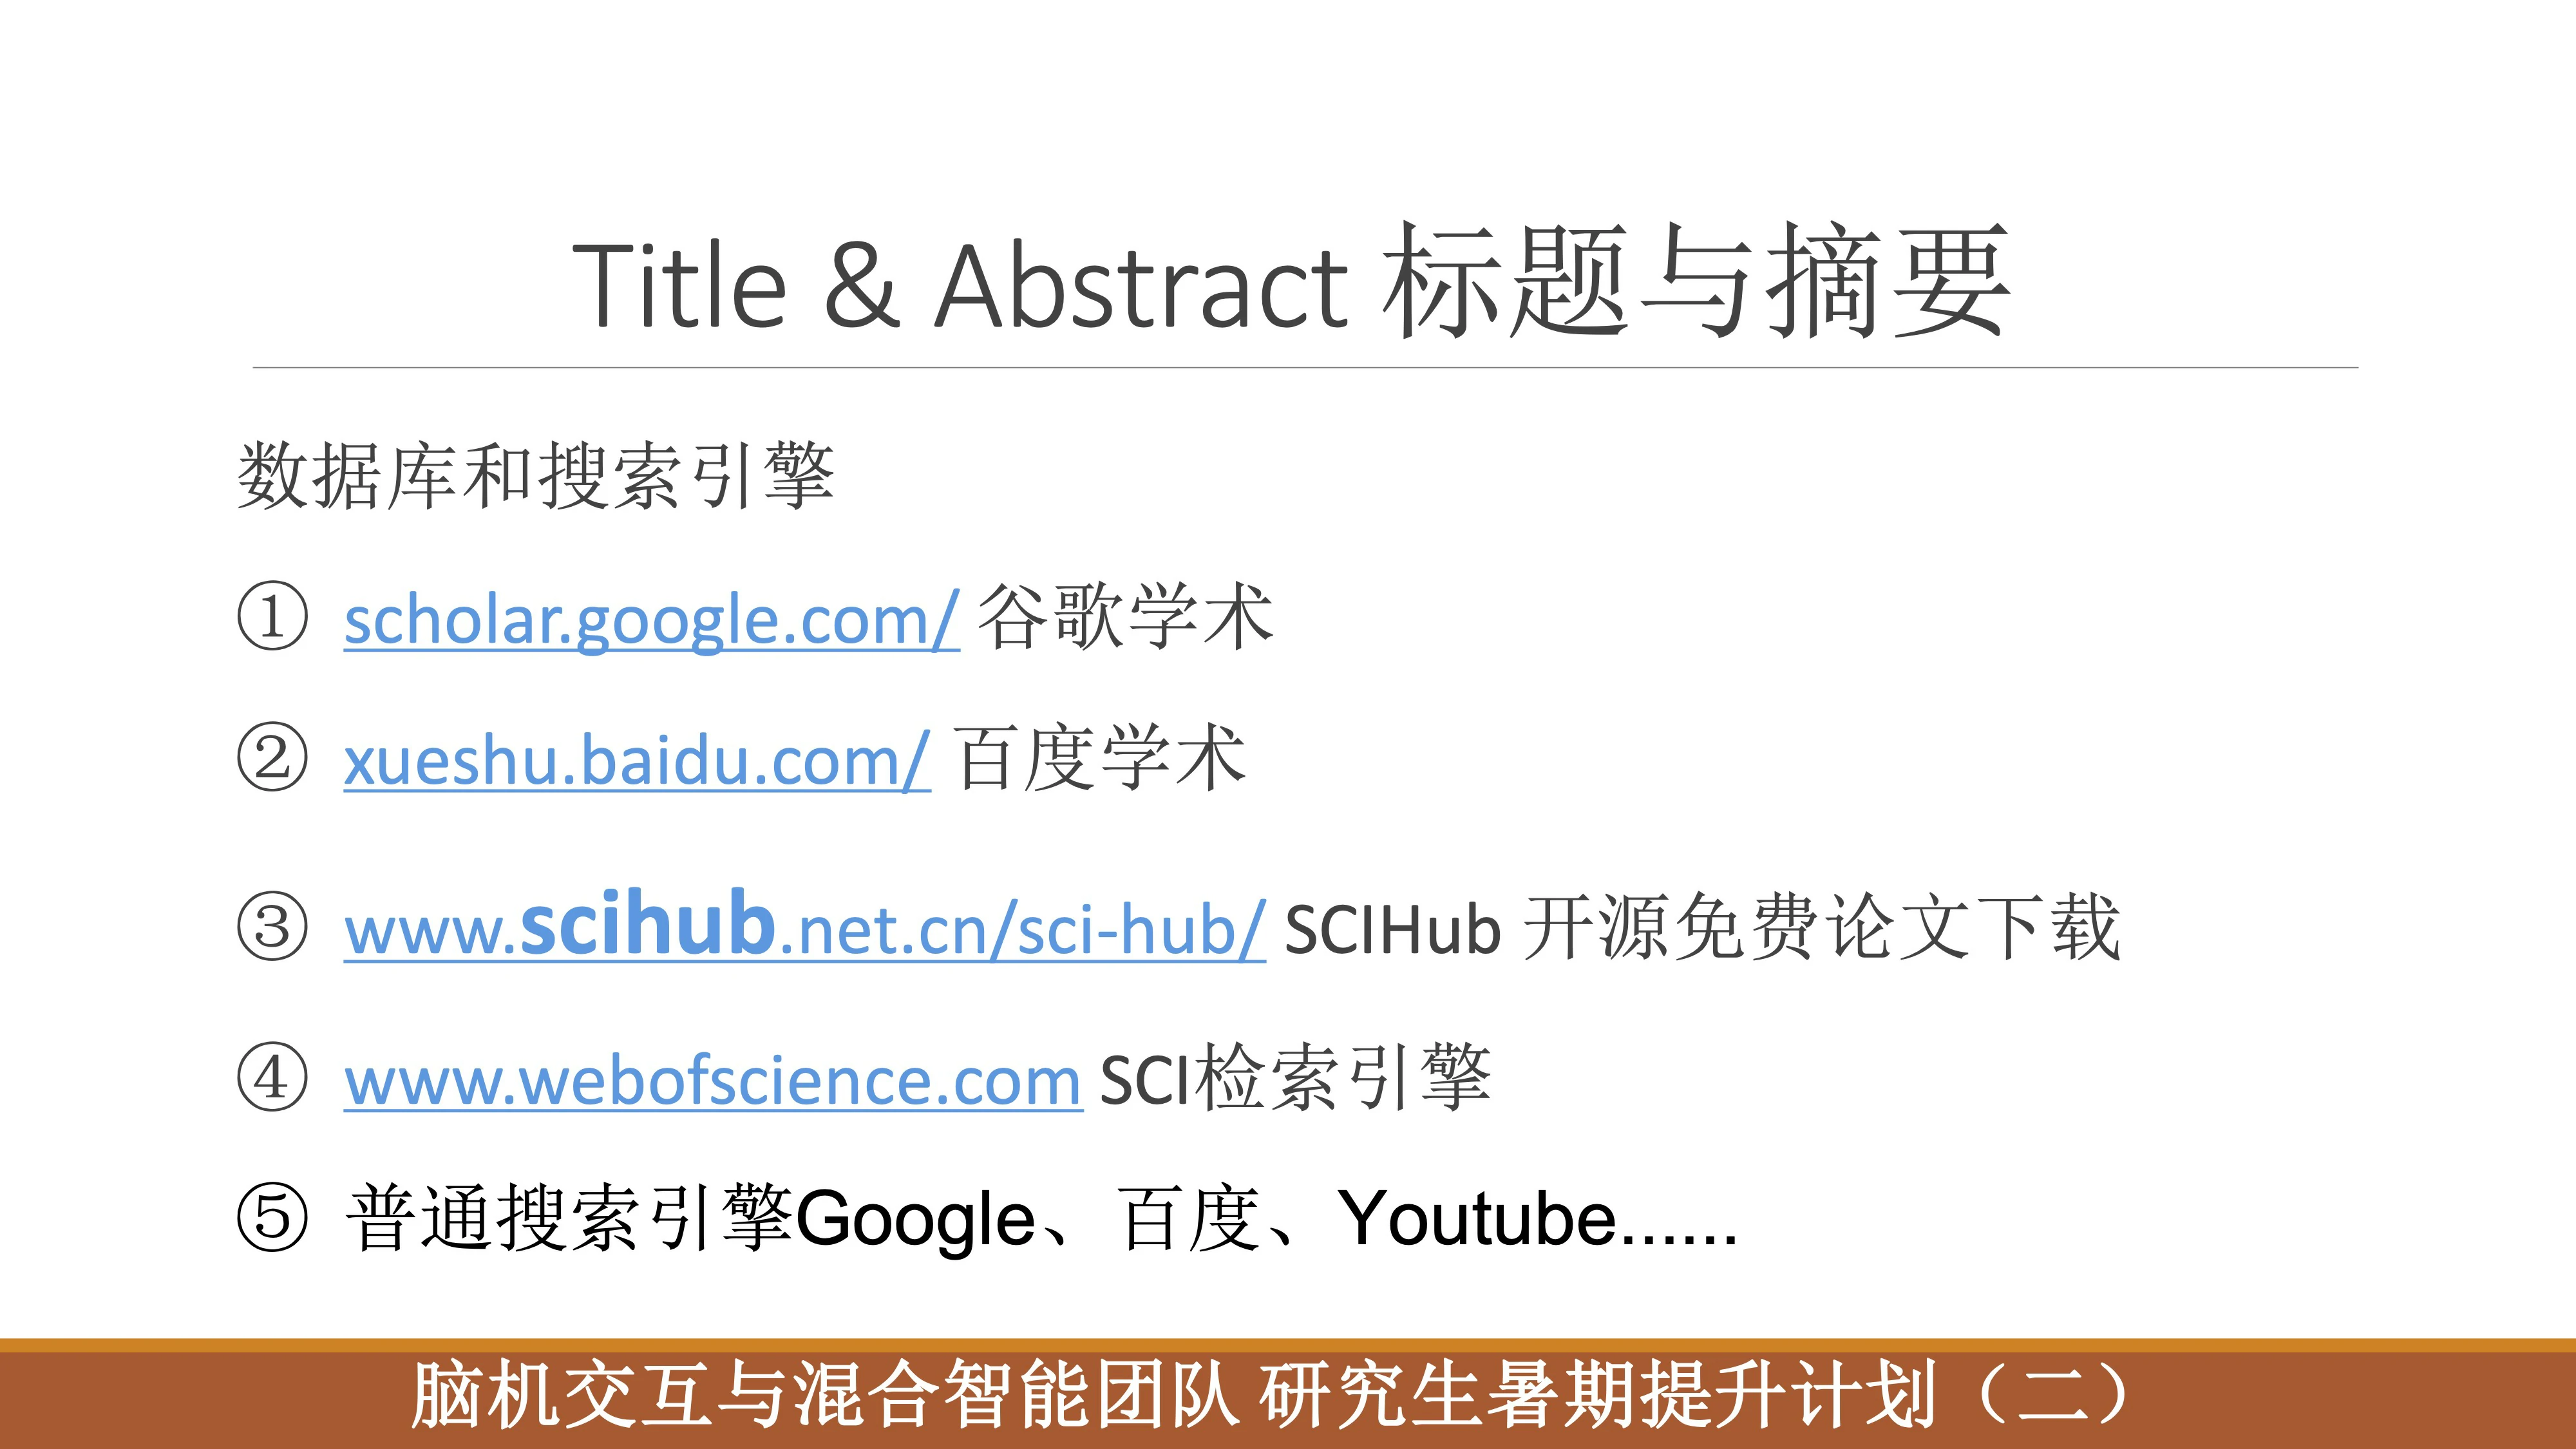 Title & Abstract 标题与摘要
数据库和搜索引擎
① scholar.google.com/ 谷歌学术
② xueshu.baidu.com/ 百度学术
③ www.scihub.net.cn/sci-hub/ SCIHub 开源免费论文下载
④ www.webofscience.com SCI检索引擎
⑤ 普通搜索引擎Google、百度、Youtube......
脑机交互与混合智能团队 研究生暑期提升计划（二）